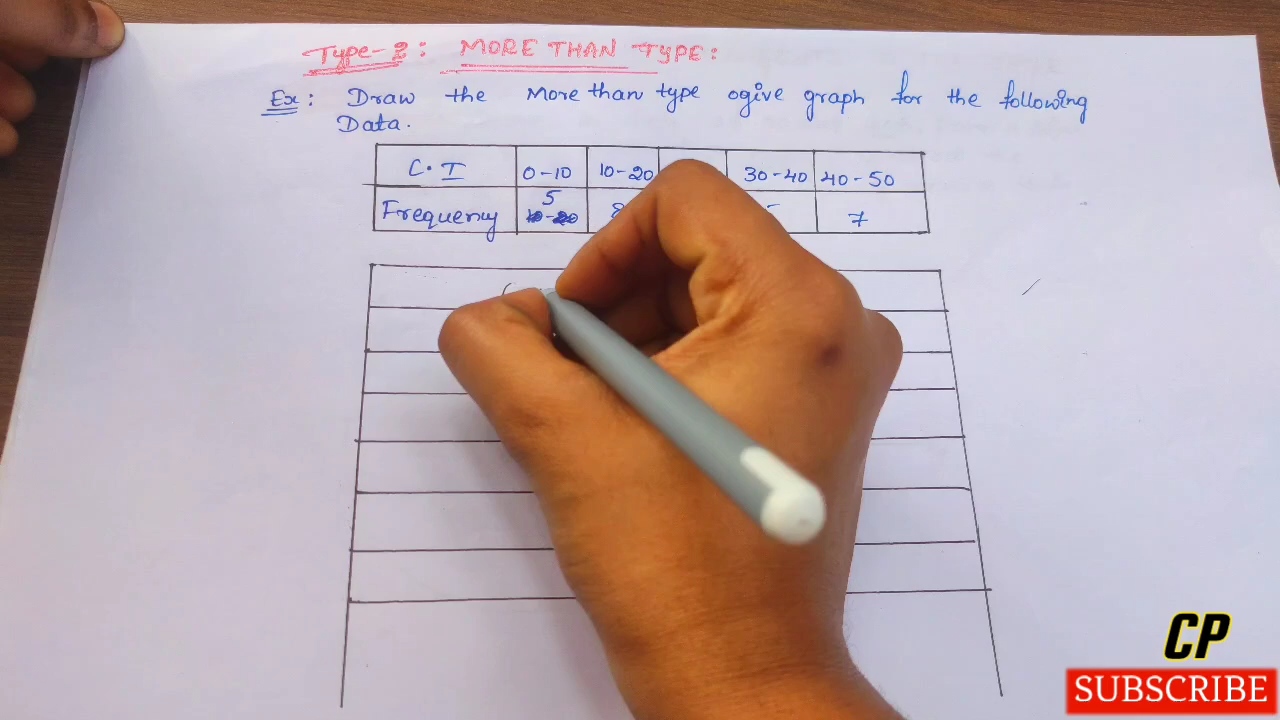 Type-2: MORE THAN TYPE:
Ex: Draw the More than type ogive graph for the following
Data.
C.I 0-10 10-20 30-40 40-50
Frequency 5 7
CP
SUBSCRIBE